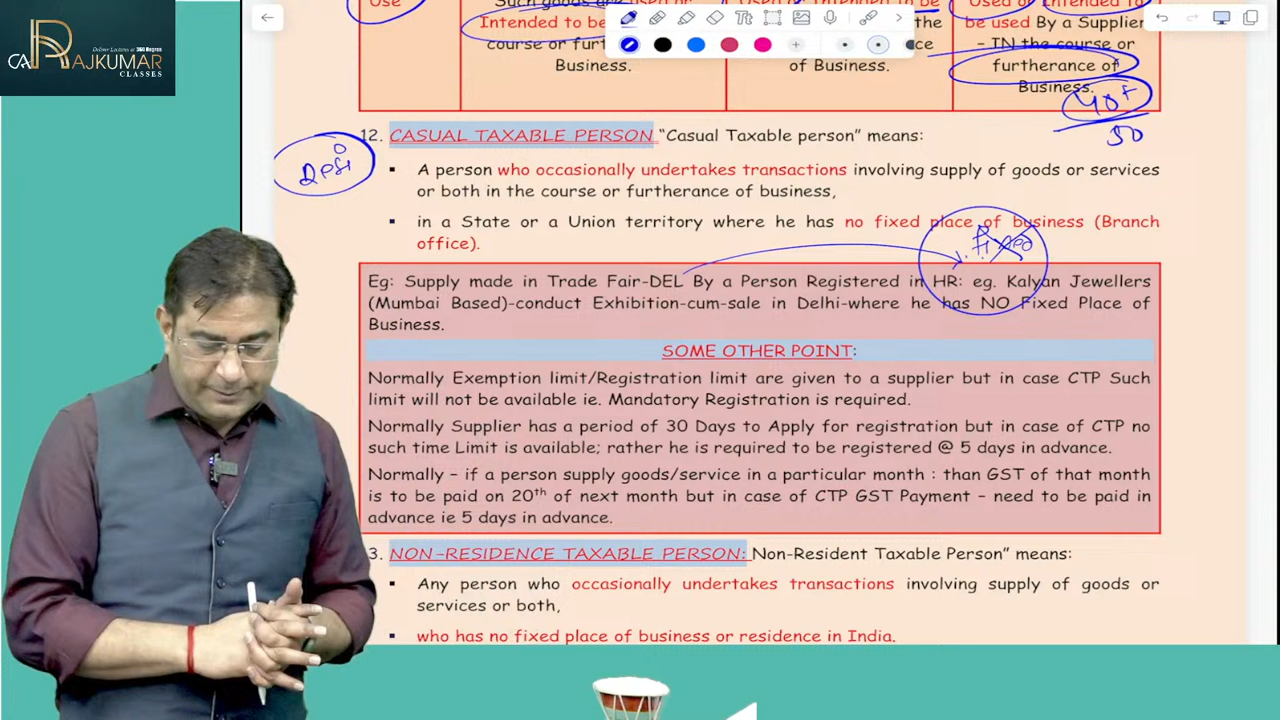 CA RAJKUMAR
Deliver Lectures at 360 Degree
CLASSES
Use
Such goods are used or
Intended to be
course or furt
Business.
the
ce
of Business.
Used or Intended to
be used By a Supplier
– IN the course or
furtherance of
Business.
40+
50
12. CASUAL TAXABLE PERSON "Casual Taxable person" means:
▪ A person who occasionally undertakes transactions involving supply of goods or services
or both in the course or furtherance of business,
▪ in a State or a Union territory where he has no fixed place of business (Branch
office).
Eg: Supply made in Trade Fair-DEL By a Person Registered in HR: eg. Kalyan Jewellers
(Mumbai Based)-conduct Exhibition-cum-sale in Delhi-where he has NO Fixed Place of
Business.
SOME OTHER POINT:
Normally Exemption limit/Registration limit are given to a supplier but in case CTP Such
limit will not be available ie. Mandatory Registration is required.
Normally Supplier has a period of 30 Days to Apply for registration but in case of CTP no
such time Limit is available; rather he is required to be registered @ 5 days in advance.
Normally – if a person supply goods/service in a particular month : than GST of that month
is to be paid on 20th of next month but in case of CTP GST Payment – need to be paid in
advance ie 5 days in advance.
3. NON-RESIDENCE TAXABLE PERSON: Non-Resident Taxable Person" means:
▪ Any person who occasionally undertakes transactions involving supply of goods or
services or both,
▪ who has no fixed place of business or residence in India.